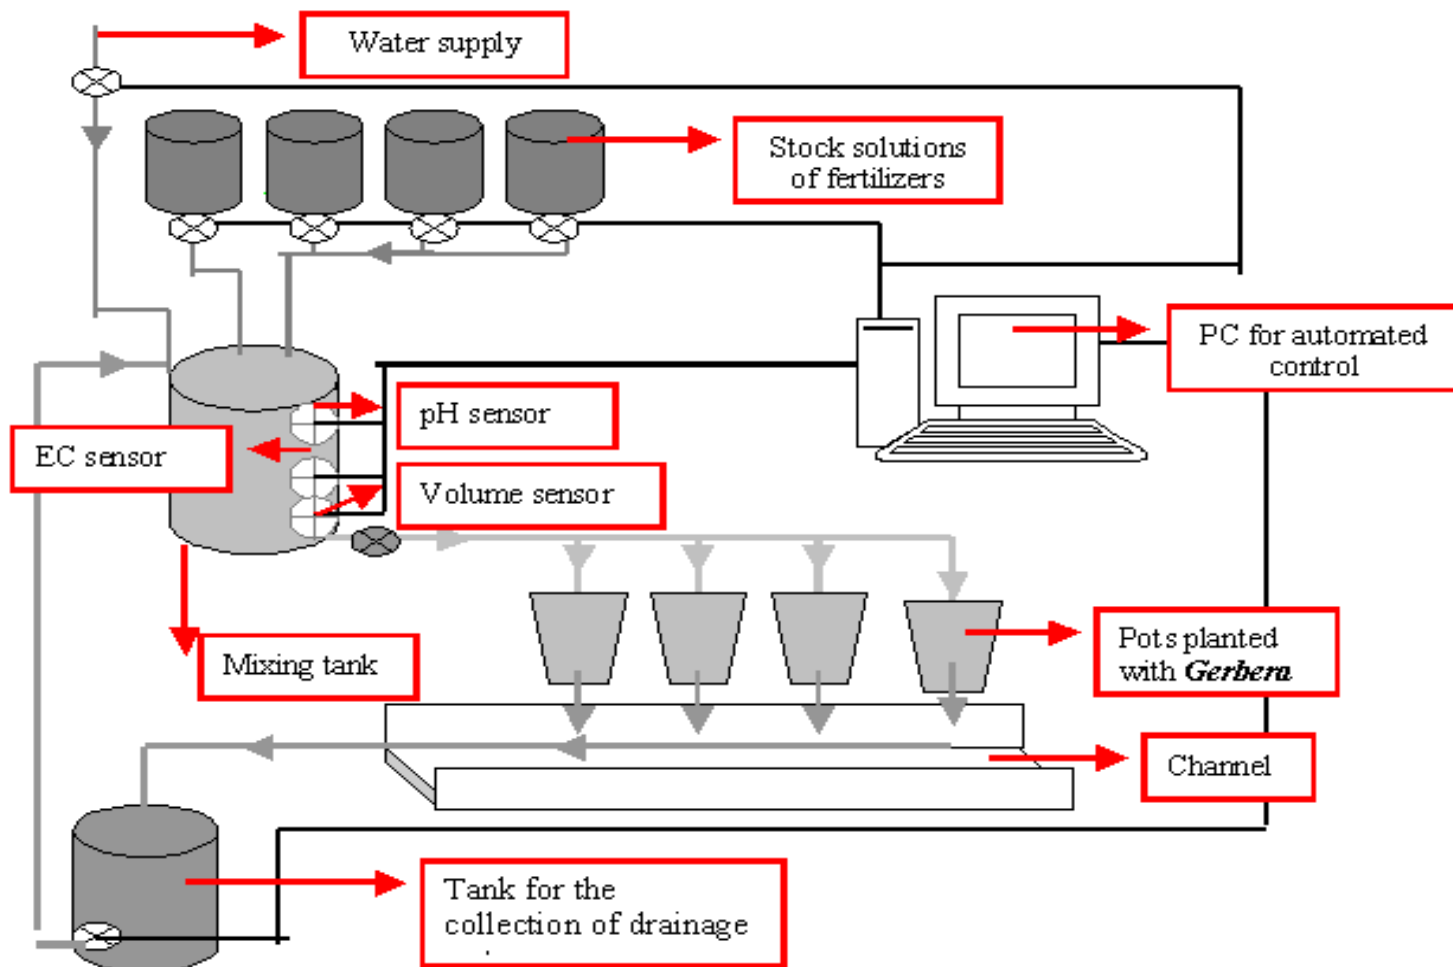 Water supply
Stock solutions
of fertilizers
PC for automated
control
pH sensor
EC sensor
Volume sensor
Mixing tank
Pots planted
with Gerbera
Channel
Tank for the
collection of drainage